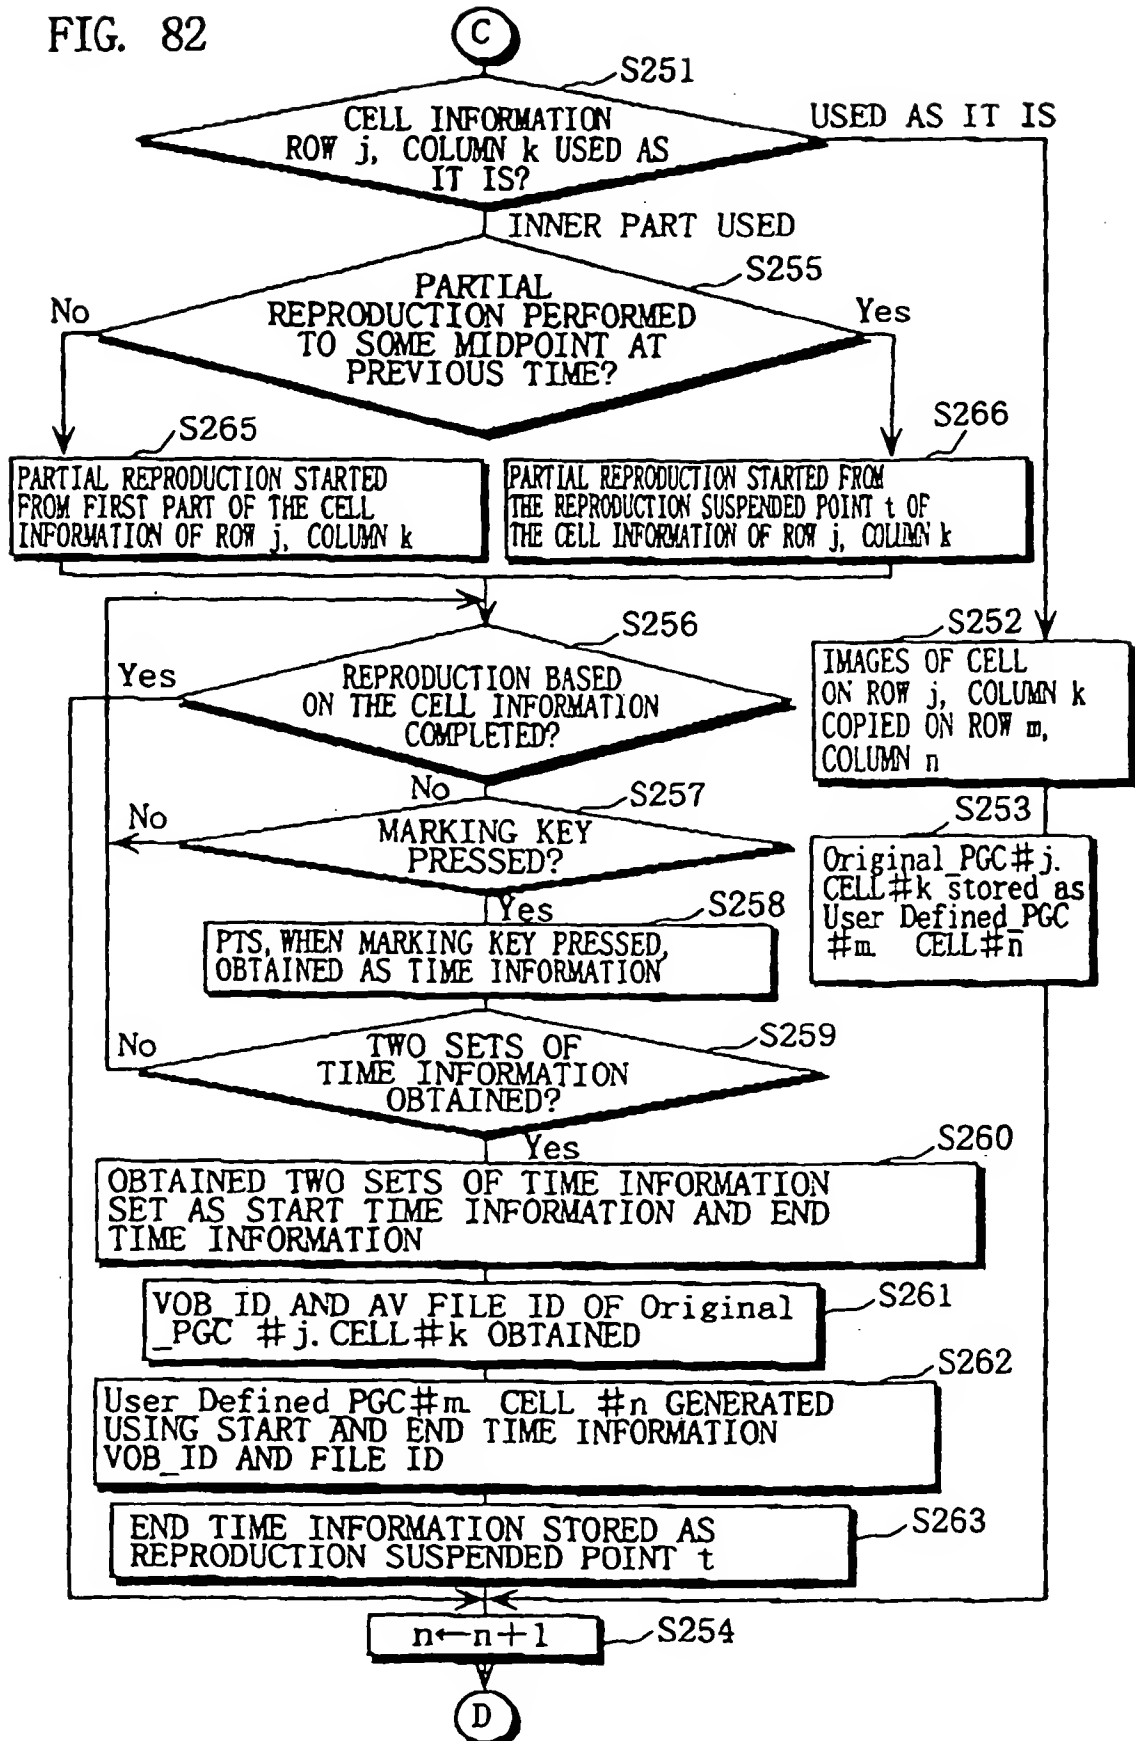 FIG. 82
C
S251
CELL INFORMATION
ROW j, COLUMN k USED AS
IT IS?
USED AS IT IS
INNER PART USED
S255
PARTIAL
REPRODUCTION PERFORMED
TO SOME MIDPOINT AT
PREVIOUS TIME?
No
Yes
S265
PARTIAL REPRODUCTION STARTED
FROM FIRST PART OF THE CELL
INFORMATION OF ROW j, COLUMN k
S266
PARTIAL REPRODUCTION STARTED FROM
THE REPRODUCTION SUSPENDED POINT t OF
THE CELL INFORMATION OF ROW j, COLUMN k
S256
REPRODUCTION BASED
ON THE CELL INFORMATION
COMPLETED?
Yes
No
S252
IMAGES OF CELL
ON ROW j, COLUMN k
COPIED ON ROW m,
COLUMN n
S257
MARKING KEY
PRESSED?
No
Yes
S253
Original_PGC#j.
CELL#k stored as
User Defined_PGC
#m. CELL#n
S258
PTS, WHEN MARKING KEY PRESSED,
OBTAINED AS TIME INFORMATION
S259
TWO SETS OF
TIME INFORMATION
OBTAINED?
No
Yes
S260
OBTAINED TWO SETS OF TIME INFORMATION
SET AS START TIME INFORMATION AND END
TIME INFORMATION
S261
VOB_ID AND AV FILE ID OF Original
_PGC #j. CELL#k OBTAINED
S262
User Defined_PGC#m. CELL #n GENERATED
USING START AND END TIME INFORMATION
VOB_ID AND FILE ID
S263
END TIME INFORMATION STORED AS
REPRODUCTION SUSPENDED POINT t
n←n+1
S254
D